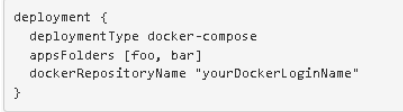 deployment {
  deploymentType docker-compose
  appsFolders [foo, bar]
  dockerRepositoryName "yourDockerLoginName"
}